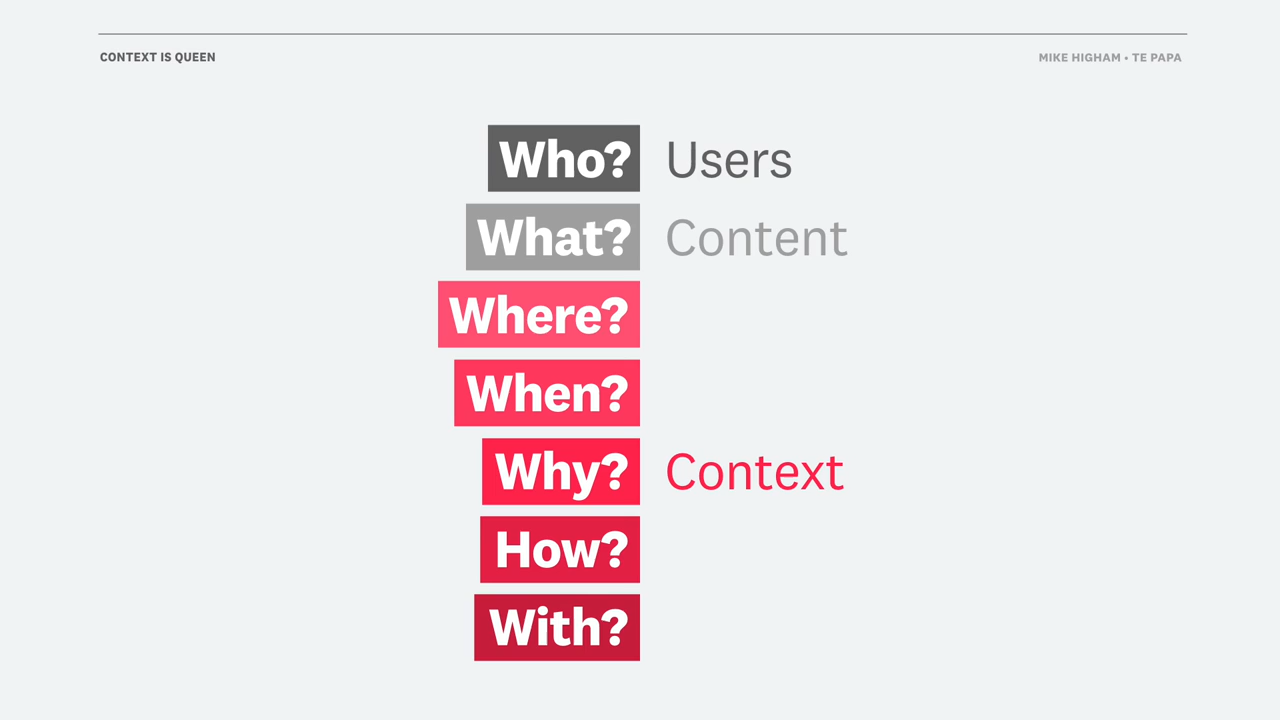 CONTEXT IS QUEEN
MIKE HIGHAM • TE PAPA
Who? Users
What? Content
Where?
When?
Why? Context
How?
With?